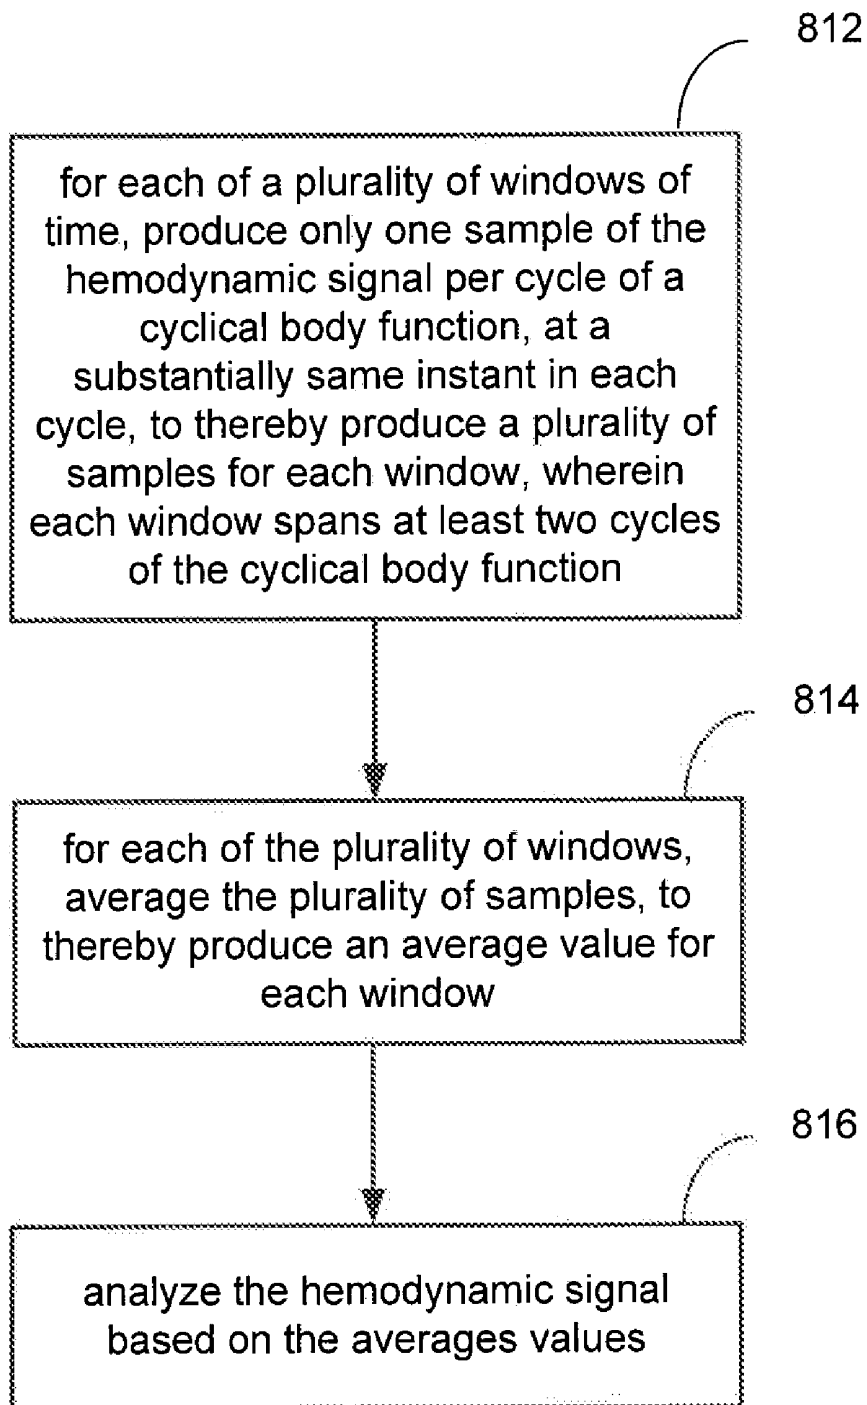 812
for each of a plurality of windows of
time, produce only one sample of the
hemodynamic signal per cycle of a
cyclical body function, at a
substantially same instant in each
cycle, to thereby produce a plurality of
samples for each window, wherein
each window spans at least two cycles
of the cyclical body function
814
for each of the plurality of windows,
average the plurality of samples, to
thereby produce an average value for
each window
816
analyze the hemodynamic signal
based on the averages values